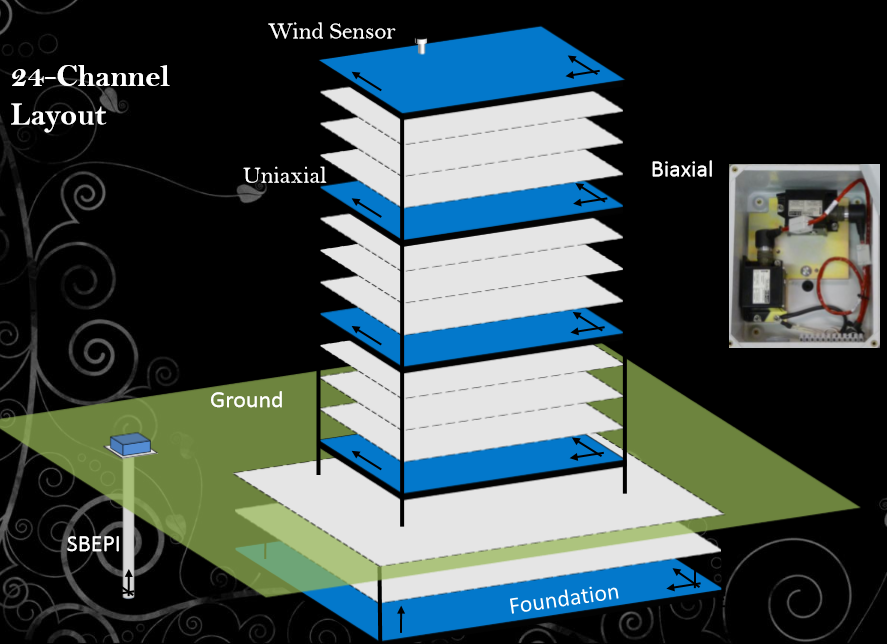 Wind Sensor
24-Channel
Layout
Uniaxial
Biaxial
Ground
SBEPI
Foundation